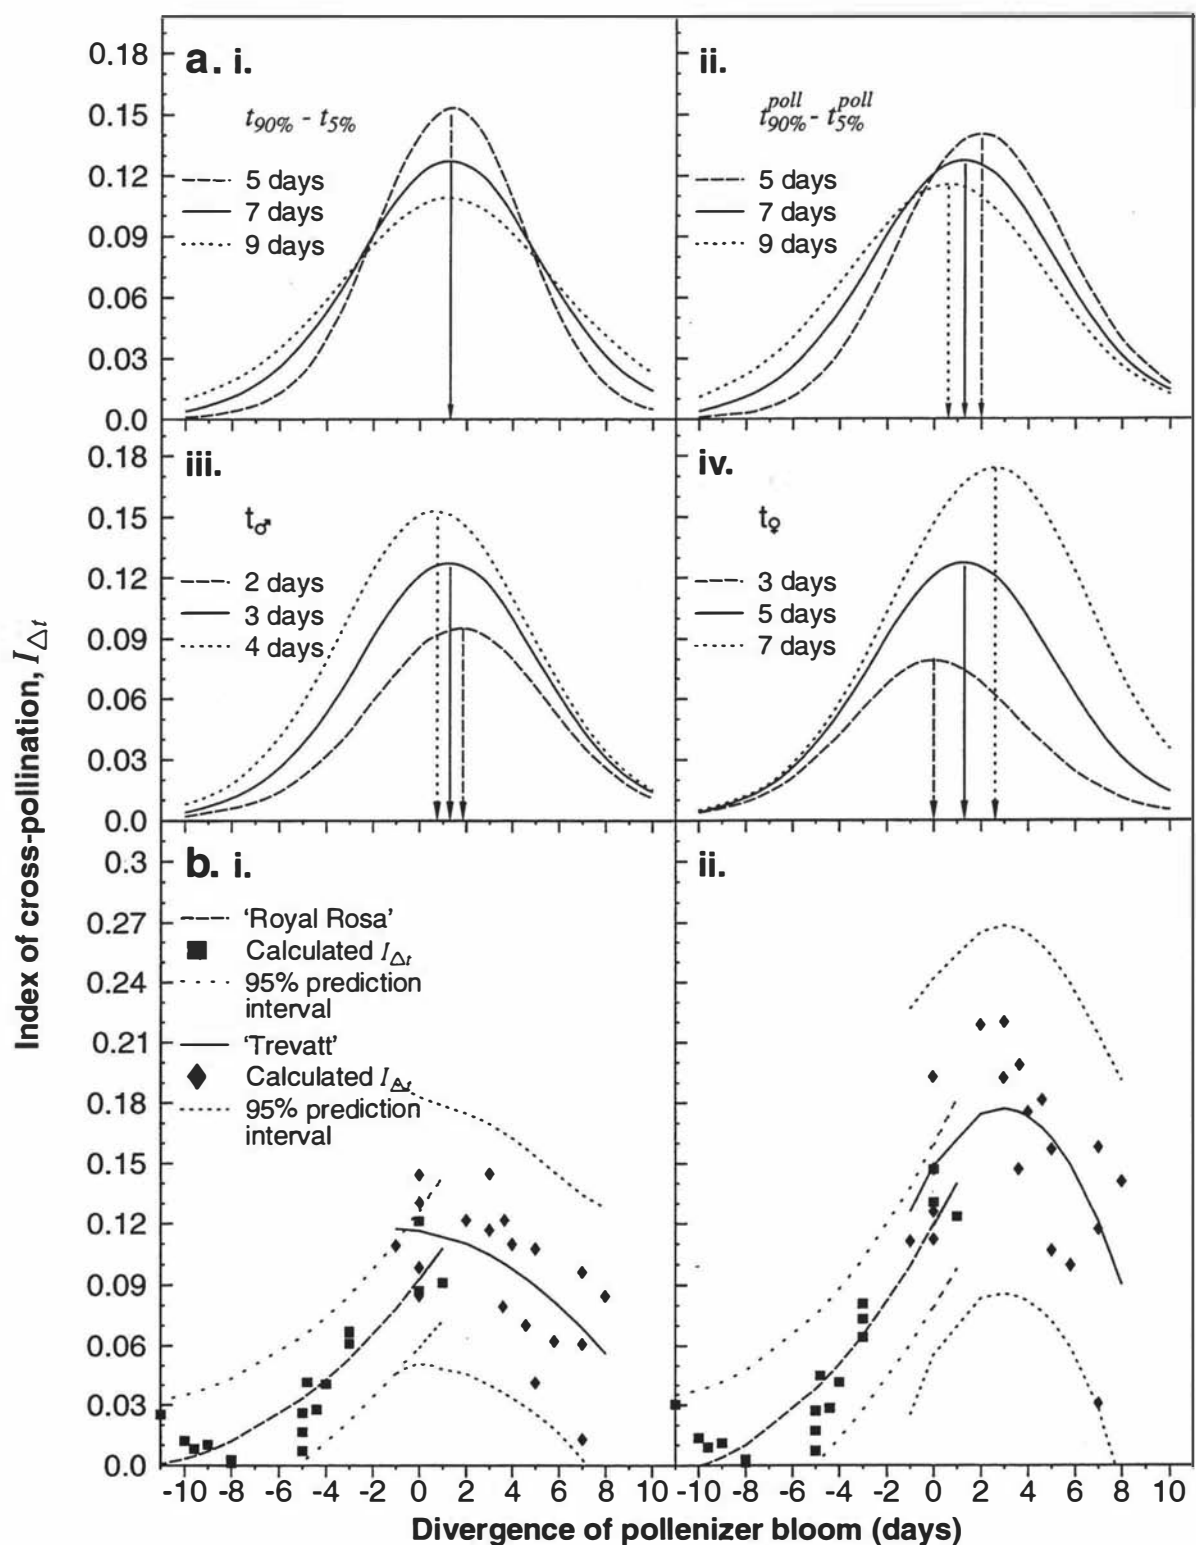 0.18
0.15
0.12
0.09
0.06
0.03
0.0
a. i.
t90% - t5%
5 days
7 days
9 days
ii.
t90%poll - t5%poll
5 days
7 days
9 days
0.18
0.15
0.12
0.09
0.06
0.03
0.0
iii.
t♂
2 days
3 days
4 days
iv.
t♀
3 days
5 days
7 days
Index of cross-pollination, I△t
0.3
0.27
0.24
0.21
0.18
0.15
0.12
0.09
0.06
0.03
0.0
b. i.
'Royal Rosa'
Calculated I△t
95% prediction
interval
'Trevatt'
Calculated I△t
95% prediction
interval
ii.
-10 -8 -6 -4 -2 0 2 4 6 8 10 -10 -8 -6 -4 -2 0 2 4 6 8 10
Divergence of pollenizer bloom (days)